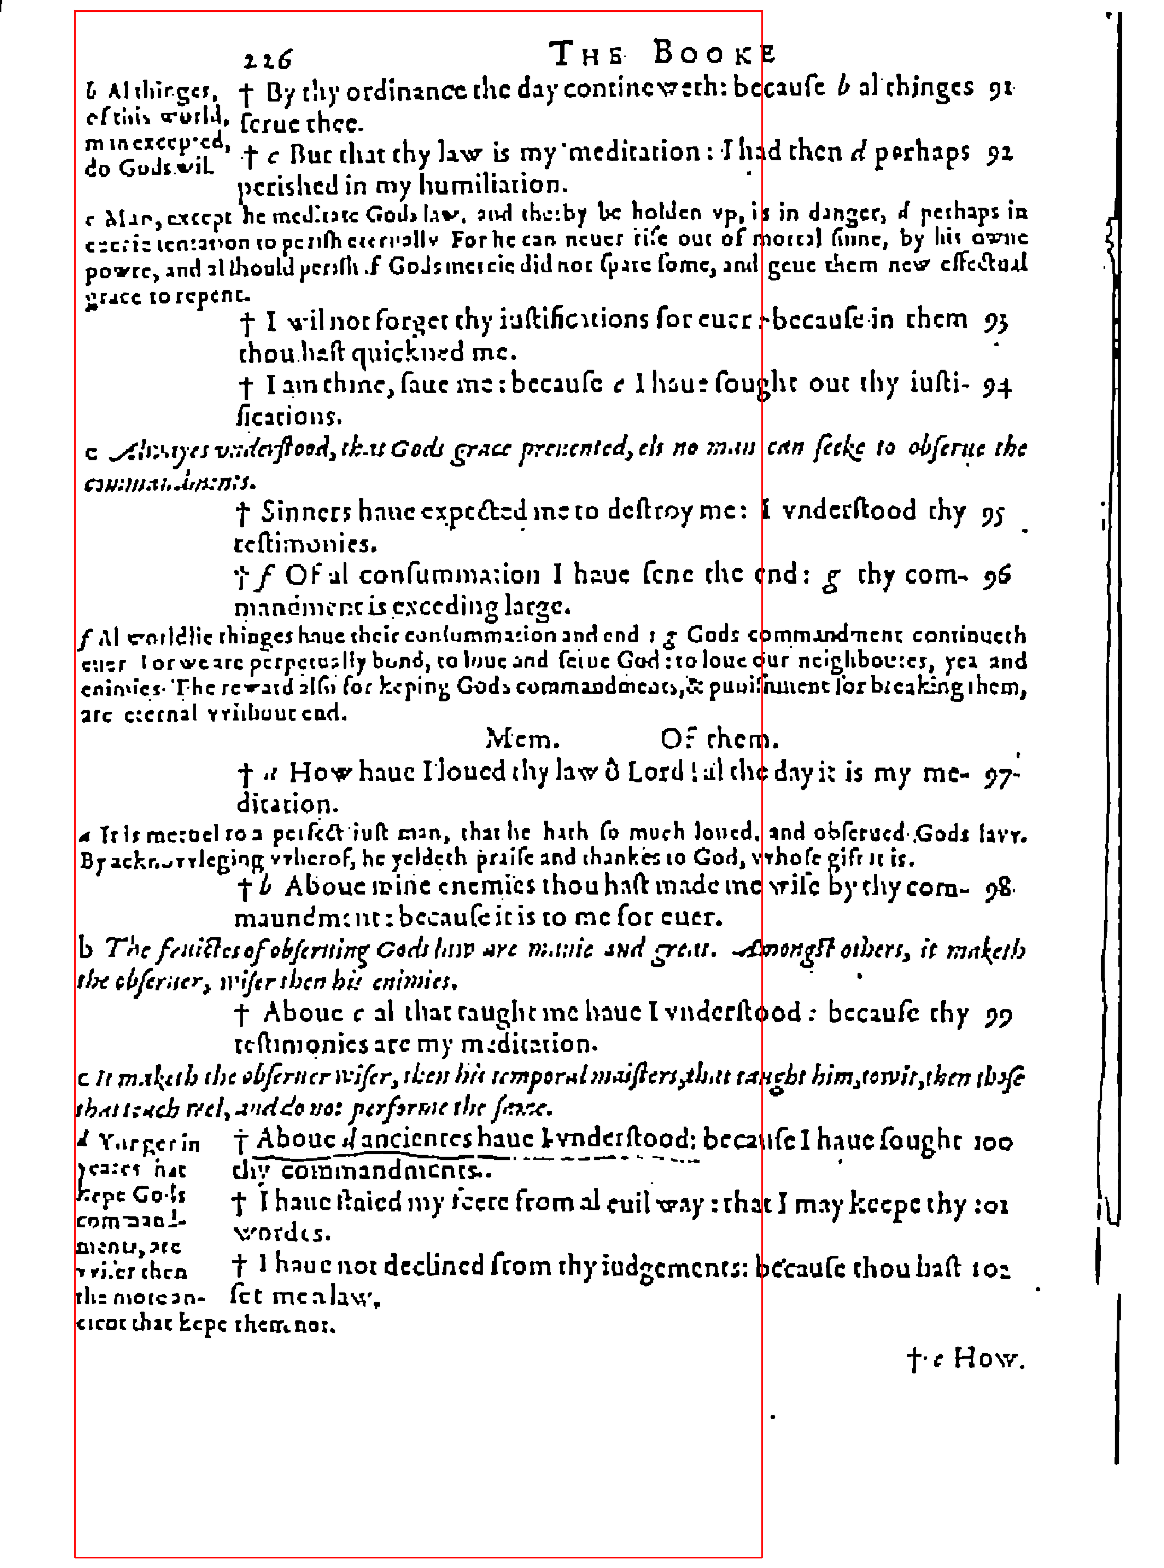 226 THE BOOKE
b Al thinges,
of this world,
man excepted,
do Gods wil.
† By thy ordinance the day contineweth: becauſe b al thinges 91
ſerue thee.
† c But that thy law is my meditation: I had then d perhaps 92
perished in my humiliation.
c Man, except he meditate Gods law, and therby be holden vp, is in danger, d perhaps in
euerie tentation to periſh eternally For he can neuer riſe out of mortal ſinne, by his owne
powre, and al ſhould periſh if Gods mercie did not ſpare ſome, and geue them new effectual
grace to repent.
† I wil not forget thy iuſtifications for euer: becauſe in them 93
thou haſt quickned me.
† I am thine, ſaue me: becauſe e I haue ſought out thy iuſti- 94
fications.
e Alwayes vnderſtood, that Gods grace preuented, els no man can ſeeke to obſerue the
commandments.
† Sinners haue expected me to deſtroy me: I vnderſtood thy 95
teſtimonies.
† f Of al conſummation I haue ſene the end: g thy com- 96
mandment is exceding large.
f Al worldlie thinges haue their conſummation and end: g Gods commandment continueth
euer For we are perpetually bond, to loue and ſerue God: to loue our neighboures, yea and
enimies. The reward alſo for keping Gods commandments, & puniſhment for breaking them,
are eternal vvithout end.
Mem. Of them.
† a How haue I loued thy law ô Lord! al the day it is my me- 97
ditation.
a It is meruel to a perfect iuſt man, that he hath ſo much loued, and obſerued Gods lavv.
By acknovvleging vvherof, he yeldeth praiſe and thankes to God, vvhoſe gift it is.
† b Aboue mine enemies thou haſt made me wiſe by thy com- 98
maundment: becauſe it is to me for euer.
b The fruictes of obſeruing Gods law are manie and great. Amongſt others, it maketh
the obſeruer, wiſer then his enimies.
† Aboue c al that taught me haue I vnderſtood: becauſe thy 99
teſtimonies are my meditation.
c It maketh the obſeruer wiſer, then his temporal maiſters, that taught him, to wit, then thoſe
that teach wel, and do not performe the ſame.
d Yonger in
yeares that
kepe Gods
command-
ments, are
vviſer then
the more an-
cient that kepe them not.
† Aboue d ancientes haue I vnderſtood: becauſe I haue ſought 100
thy commandments.
† I haue ſtaied my feete from al euil way: that I may keepe thy 101
wordes.
† I haue not declined from thy iudgements: becauſe thou haſt 102
ſet me a law.
† e How.